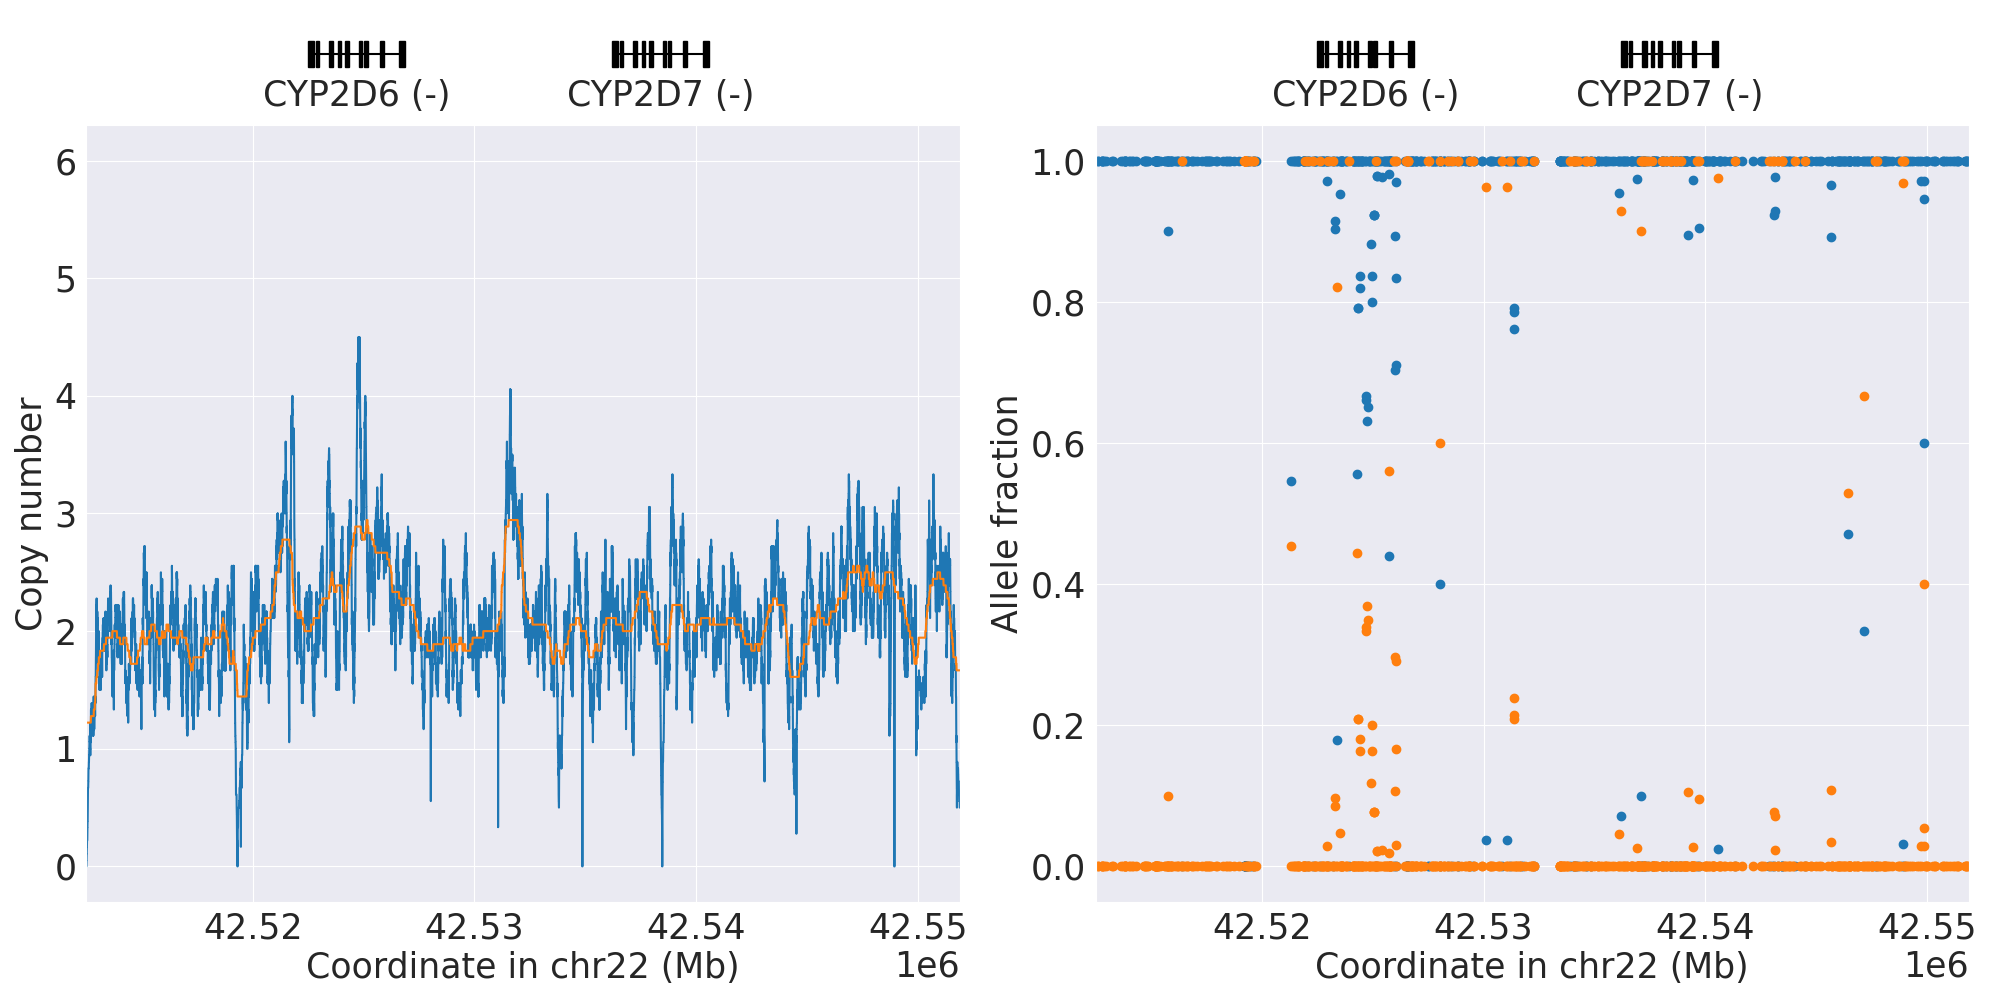 CYP2D6 (-) CYP2D7 (-)
6
5
4
3
2
1
0
Copy number
42.52 42.53 42.54 42.55
Coordinate in chr22 (Mb) 1e6
CYP2D6 (-) CYP2D7 (-)
1.0
0.8
0.6
0.4
0.2
0.0
Allele fraction
42.52 42.53 42.54 42.55
Coordinate in chr22 (Mb) 1e6